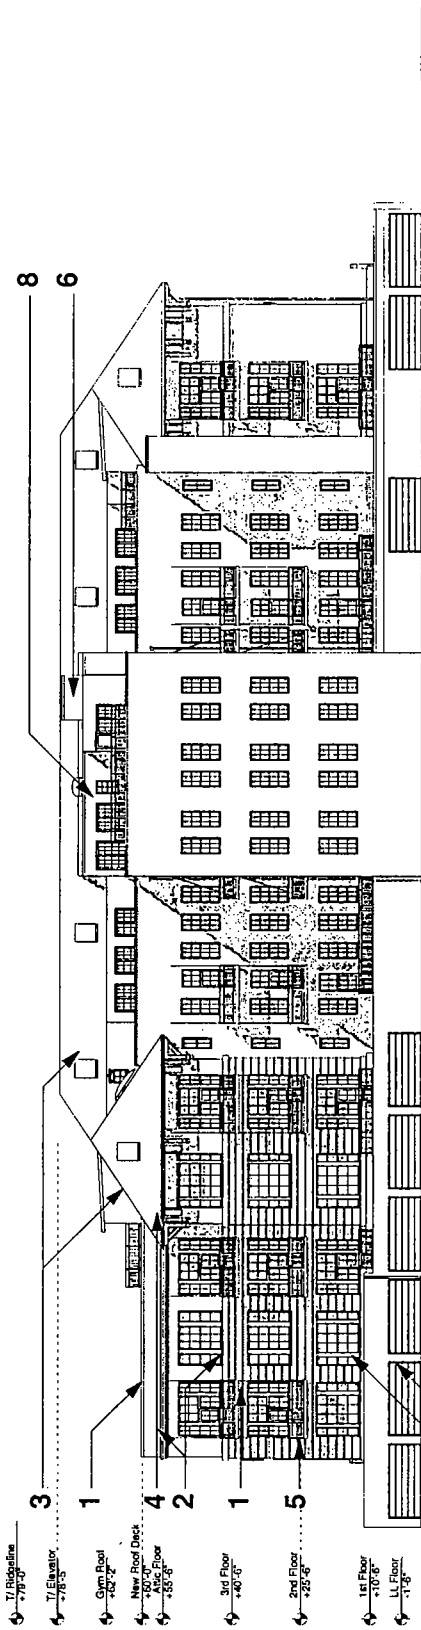 8
6
3
1
4
2
1
5
T/ Ridgeline
+79'-0"
T/ Elevator
+78'-5"
Gym Roof
+62'-2"
New Roof Deck
+60'-0"
Attic Floor
+55'-6"
3rd Floor
+40'-6"
2nd Floor
+25'-6"
1st Floor
+10'-6"
LL Floor
-1'-6"